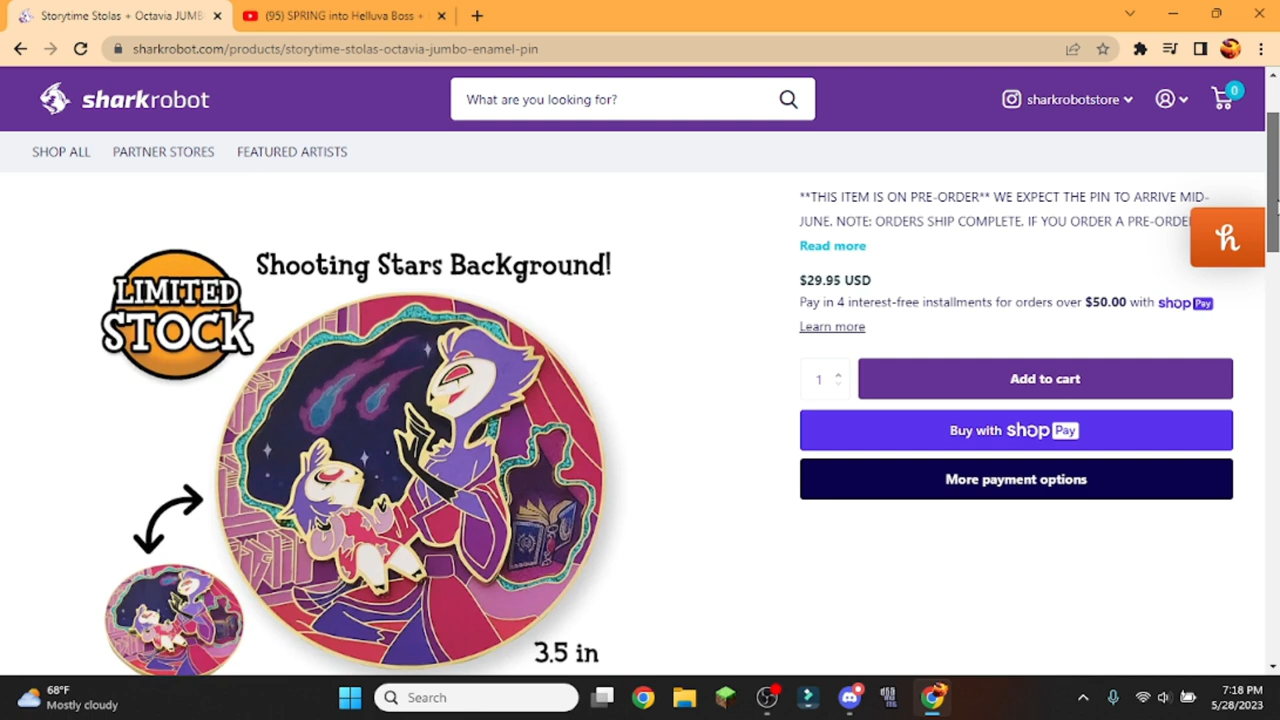 Storytime Stolas + Octavia JUMB
(95) SPRING into Helluva Boss +
sharkrobot.com/products/storytime-stolas-octavia-jumbo-enamel-pin
sharkrobot
What are you looking for?
sharkrobotstore
0
SHOP ALL
PARTNER STORES
FEATURED ARTISTS
**THIS ITEM IS ON PRE-ORDER** WE EXPECT THE PIN TO ARRIVE MID-
JUNE. NOTE: ORDERS SHIP COMPLETE. IF YOU ORDER A PRE-ORDE
Read more
$29.95 USD
Pay in 4 interest-free installments for orders over $50.00 with shop Pay
Learn more
1
Add to cart
Buy with shop Pay
More payment options
LIMITED
STOCK
Shooting Stars Background!
3.5 in
68°F
Mostly cloudy
Search
7:18 PM
5/28/2023